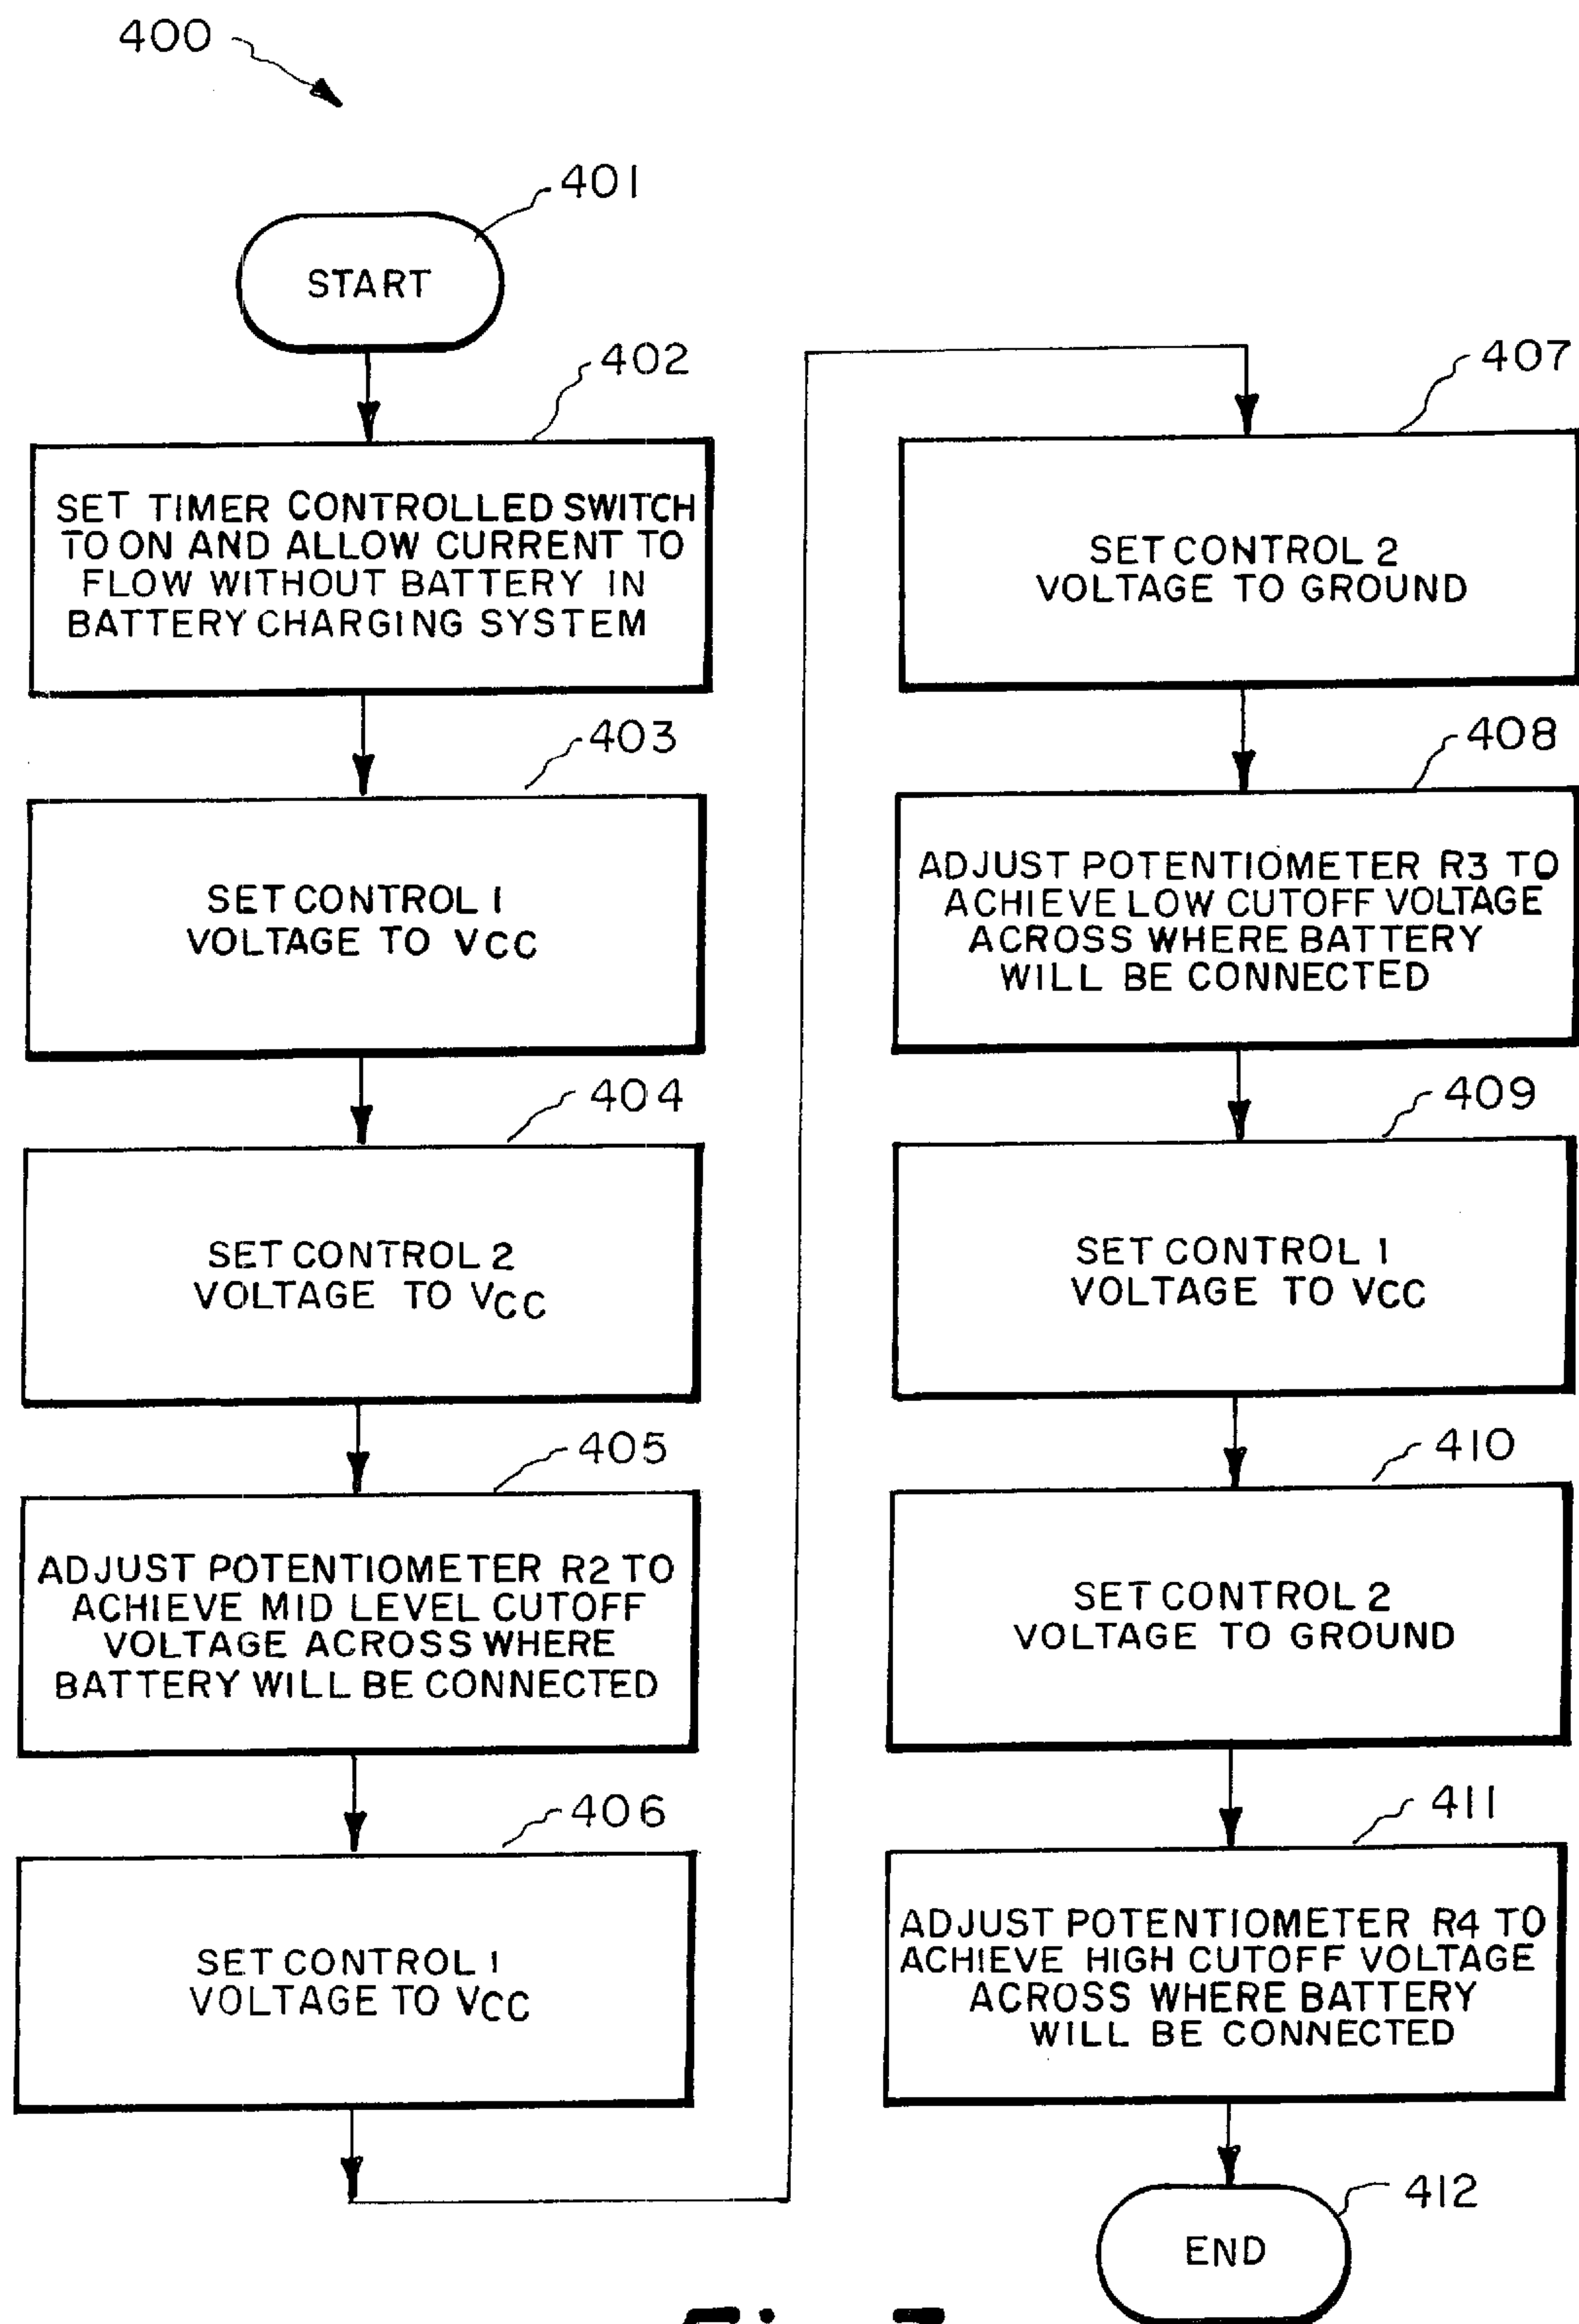 400
401
START
402
SET TIMER CONTROLLED SWITCH
TO ON AND ALLOW CURRENT TO
FLOW WITHOUT BATTERY IN
BATTERY CHARGING SYSTEM
403
SET CONTROL 1
VOLTAGE TO VCC
404
SET CONTROL 2
VOLTAGE TO VCC
405
ADJUST POTENTIOMETER R2 TO
ACHIEVE MID LEVEL CUTOFF
VOLTAGE ACROSS WHERE
BATTERY WILL BE CONNECTED
406
SET CONTROL 1
VOLTAGE TO VCC
407
SET CONTROL 2
VOLTAGE TO GROUND
408
ADJUST POTENTIOMETER R3 TO
ACHIEVE LOW CUTOFF VOLTAGE
ACROSS WHERE BATTERY
WILL BE CONNECTED
409
SET CONTROL 1
VOLTAGE TO VCC
410
SET CONTROL 2
VOLTAGE TO GROUND
411
ADJUST POTENTIOMETER R4 TO
ACHIEVE HIGH CUTOFF VOLTAGE
ACROSS WHERE BATTERY
WILL BE CONNECTED
412
END